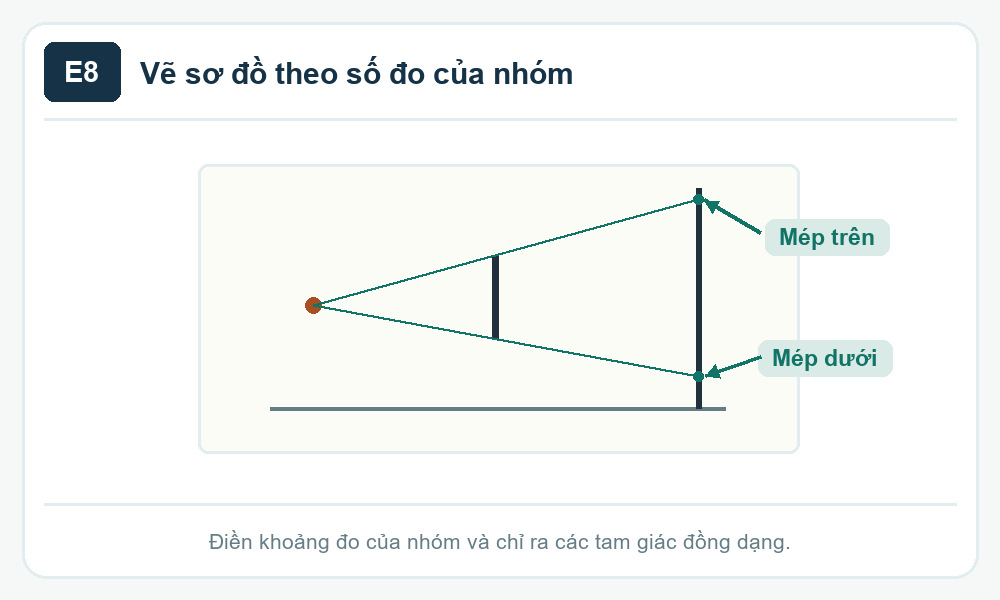 E8
Vẽ sơ đồ theo số đo của nhóm
Mép trên
Mép dưới
Điền khoảng đo của nhóm và chỉ ra các tam giác đồng dạng.